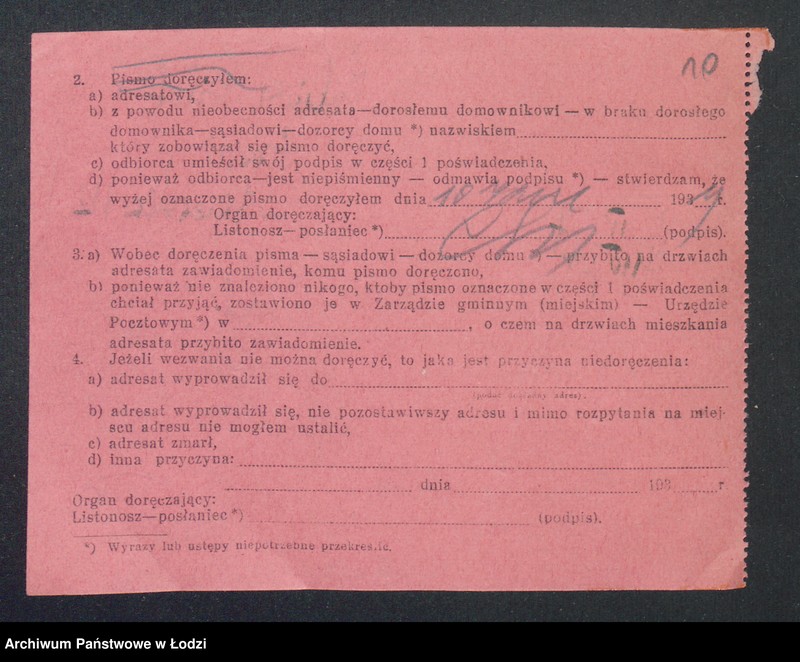 10
2. Pismo doręczyłem:
a) adresatowi,
b) z powodu nieobecności adresata—dorosłemu domownikowi — w braku dorosłego
domownika—sąsiadowi—dozorcy domu *) nazwiskiem
który zobowiązał się pismo doręczyć,
c) odbiorca umieścił swój podpis w części 1 poświadczenia,
d) ponieważ odbiorca—jest niepiśmienny — odmawia podpisu *) — stwierdzam, że
wyżej oznaczone pismo doręczyłem dnia 10 193 9 r.
Organ doręczający:
Listonosz—posłaniec *) (podpis).
3. a) Wobec doręczenia pisma — sąsiadowi — dozorcy domu *) — przybito na drzwiach
adresata zawiadomienie, komu pismo doręczono,
b) ponieważ nie znaleziono nikogo, ktoby pismo oznaczone w części 1 poświadczenia
chciał przyjąć, zostawiono je w Zarządzie gminnym (miejskim) — Urzędzie
Pocztowym *) w , o czem na drzwiach mieszkania
adresata przybito zawiadomienie.
4. Jeżeli wezwania nie można doręczyć, to jaka jest przyczyna niedoręczenia:
a) adresat wyprowadził się do
(podać dokładny adres).
b) adresat wyprowadził się, nie pozostawiwszy adresu i mimo rozpytania na miej-
scu adresu nie mogłem ustalić,
c) adresat zmarł,
d) inna przyczyna:
dnia 193 r
Organ doręczający:
Listonosz—posłaniec *) (podpis).
*) Wyrazy lub ustępy niepotrzebne przekreślić.
Archiwum Państwowe w Łodzi